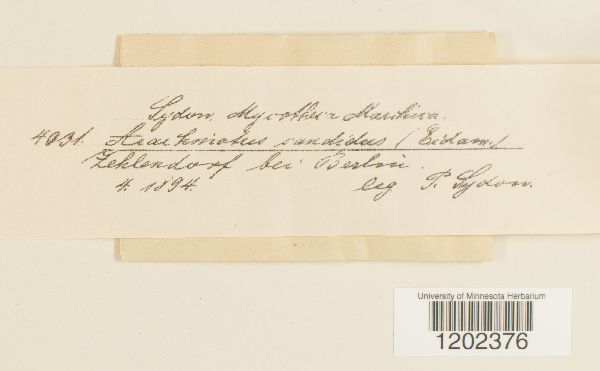 Sydow. Mycotheca Marchica.
4031. Arachniotus candidus (Eidam.)
Zehlendorf bei Berlin.
4. 1894. leg P. Sydow.
University of Minnesota Herbarium
1202376